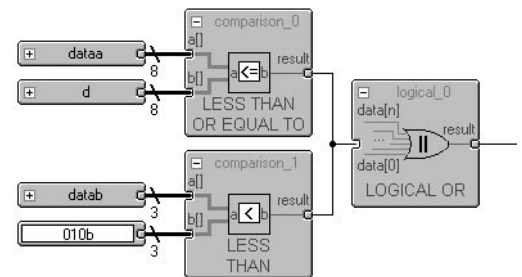 comparison_0
dataa
8
a[]
d
8
b[]
a <= b
result
LESS THAN
OR EQUAL TO
comparison_1
datab
3
a[]
010b
3
b[]
a < b
result
LESS
THAN
logical_0
data[n]
...
||
result
data[0]
LOGICAL OR